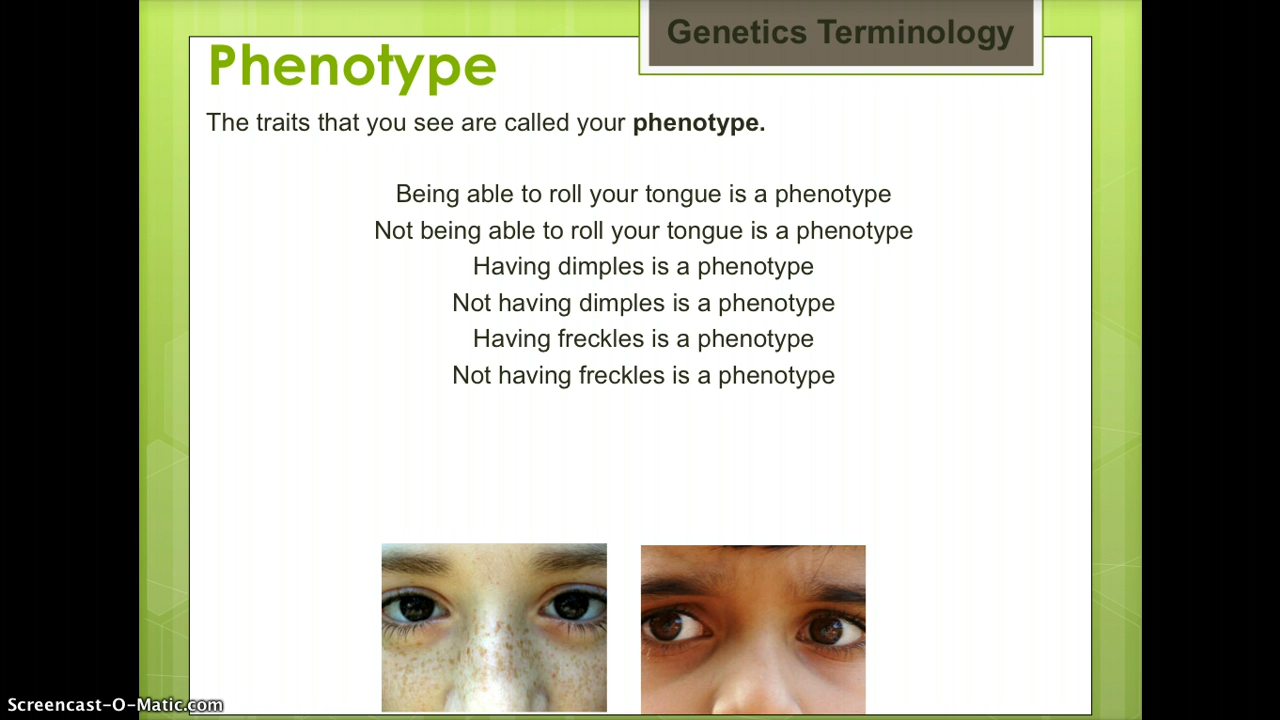 Genetics Terminology
Phenotype
The traits that you see are called your phenotype.
Being able to roll your tongue is a phenotype
Not being able to roll your tongue is a phenotype
Having dimples is a phenotype
Not having dimples is a phenotype
Having freckles is a phenotype
Not having freckles is a phenotype
Screencast-O-Matic.com